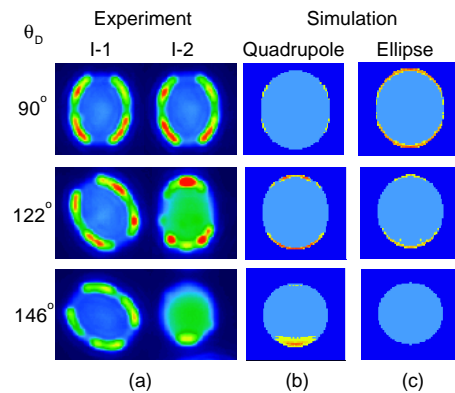 Experiment Simulation
θD I-1 I-2 Quadrupole Ellipse
90°
122°
146°
(a) (b) (c)